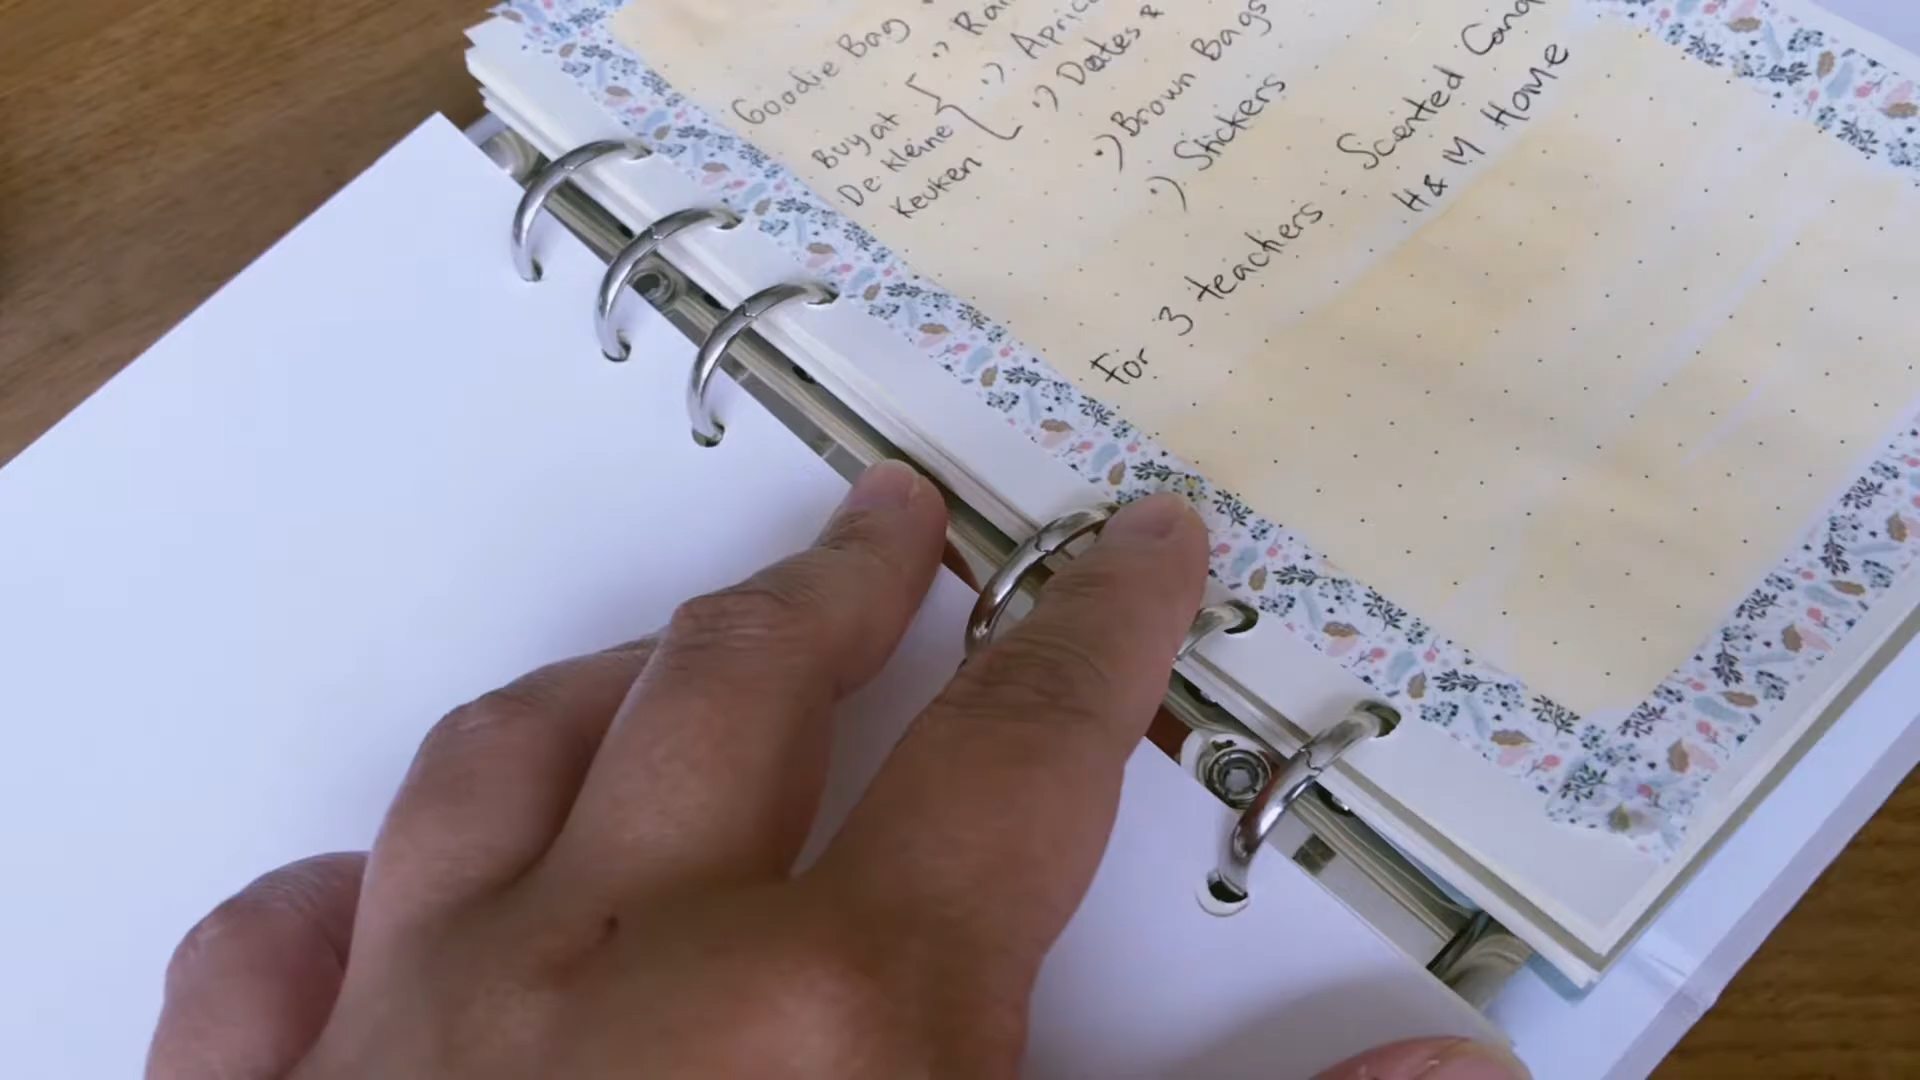 Goodie Bag
Buy at
De Kleine
Keuken
·)
·) Apric
·) Dates &
·) Brown Bags
·) Stickers
For 3 teachers - Scented
H & M Home